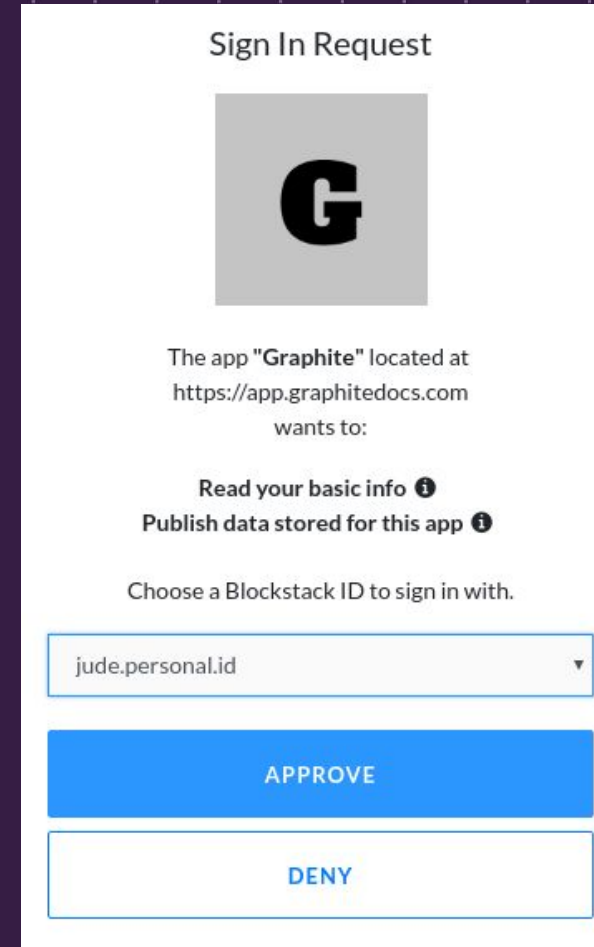 Sign In Request
G
The app "Graphite" located at
https://app.graphitedocs.com
wants to:
Read your basic info
Publish data stored for this app
Choose a Blockstack ID to sign in with.
jude.personal.id
APPROVE
DENY